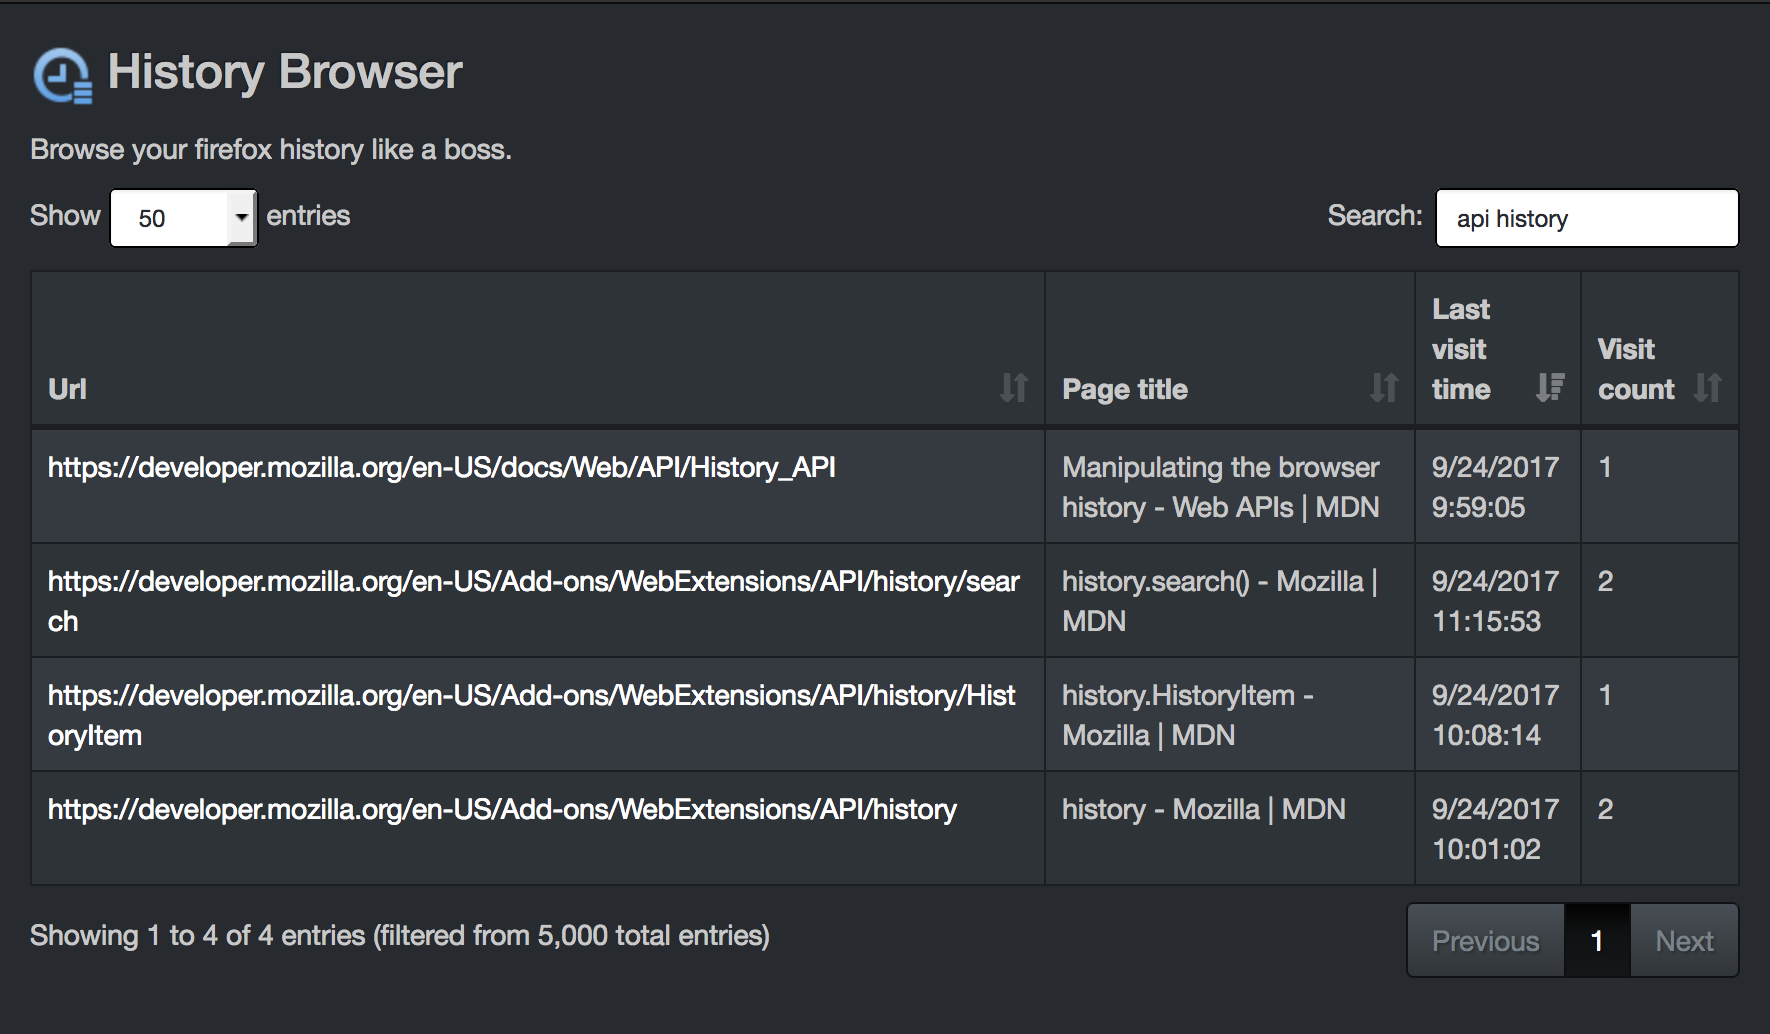 History Browser
Browse your firefox history like a boss.
Show 50 entries
Search: api history
Url
Page title
Last
visit
time
Visit
count
https://developer.mozilla.org/en-US/docs/Web/API/History_API
Manipulating the browser
history - Web APIs | MDN
9/24/2017
9:59:05
1
https://developer.mozilla.org/en-US/Add-ons/WebExtensions/API/history/sear
ch
history.search() - Mozilla |
MDN
9/24/2017
11:15:53
2
https://developer.mozilla.org/en-US/Add-ons/WebExtensions/API/history/Hist
oryItem
history.HistoryItem -
Mozilla | MDN
9/24/2017
10:08:14
1
https://developer.mozilla.org/en-US/Add-ons/WebExtensions/API/history
history - Mozilla | MDN
9/24/2017
10:01:02
2
Showing 1 to 4 of 4 entries (filtered from 5,000 total entries)
Previous 1 Next